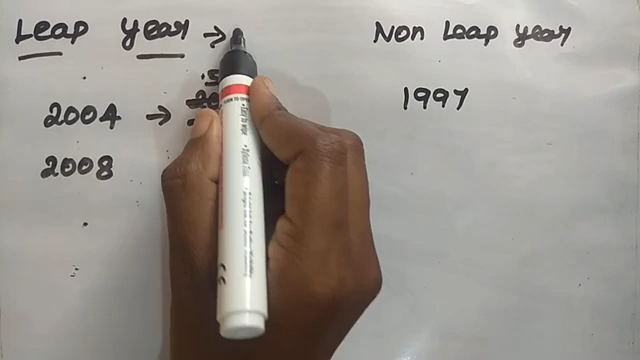 Leap year → Non Leap year
2004 → 1997
2008